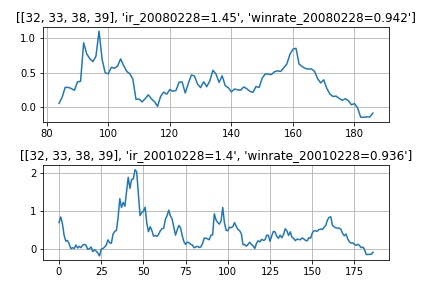 [[32, 33, 38, 39], 'ir_20080228=1.45', 'winrate_20080228=0.942']
1.0
0.5
0.0
80 100 120 140 160 180
[[32, 33, 38, 39], 'ir_20010228=1.4', 'winrate_20010228=0.936']
2
1
0
0 25 50 75 100 125 150 175